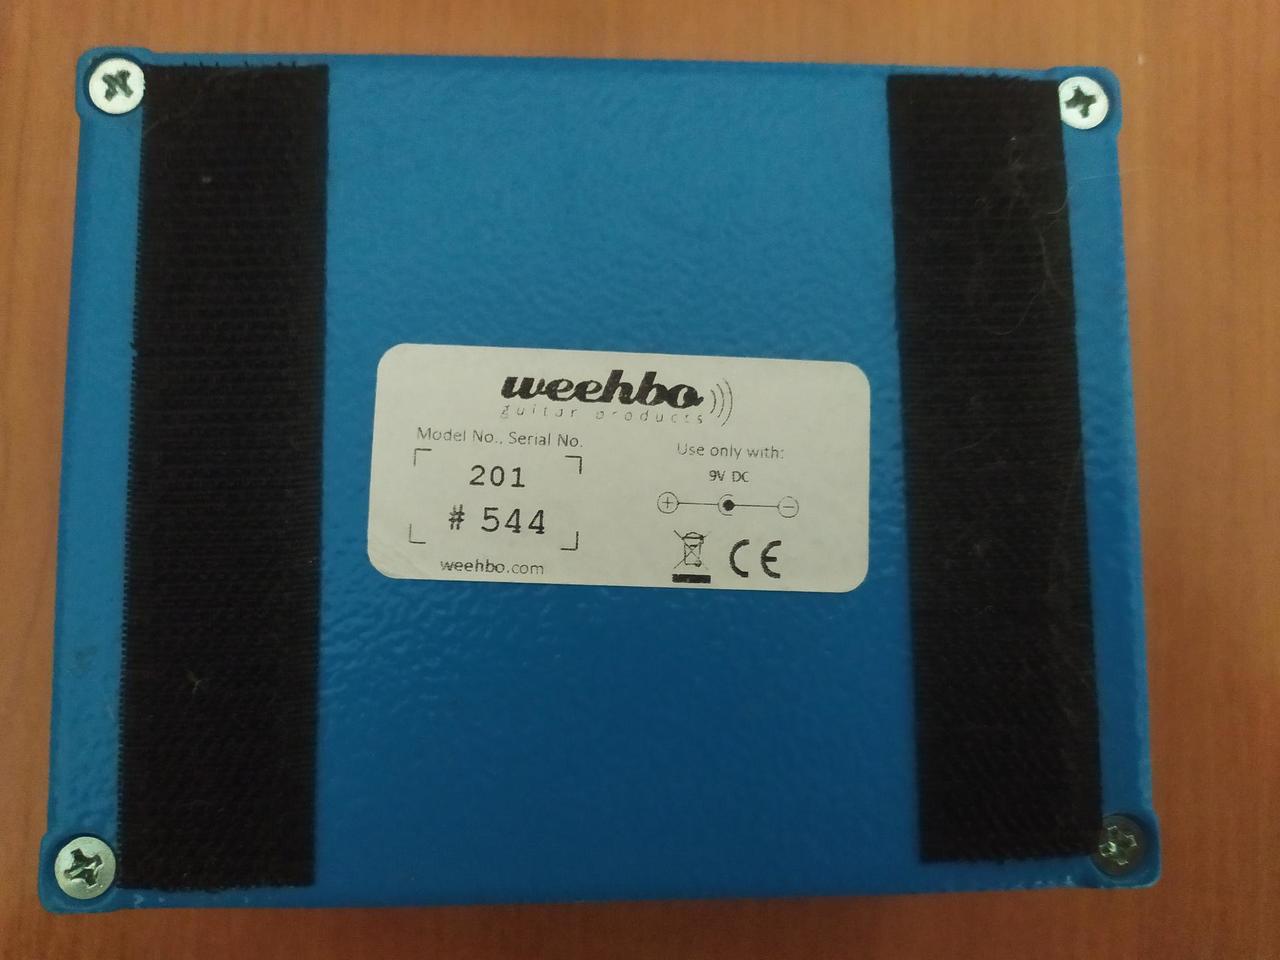 weehbo
guitar products
Model No., Serial No.
201
# 544
weehbo.com
Use only with:
9V DC
+ -
CE